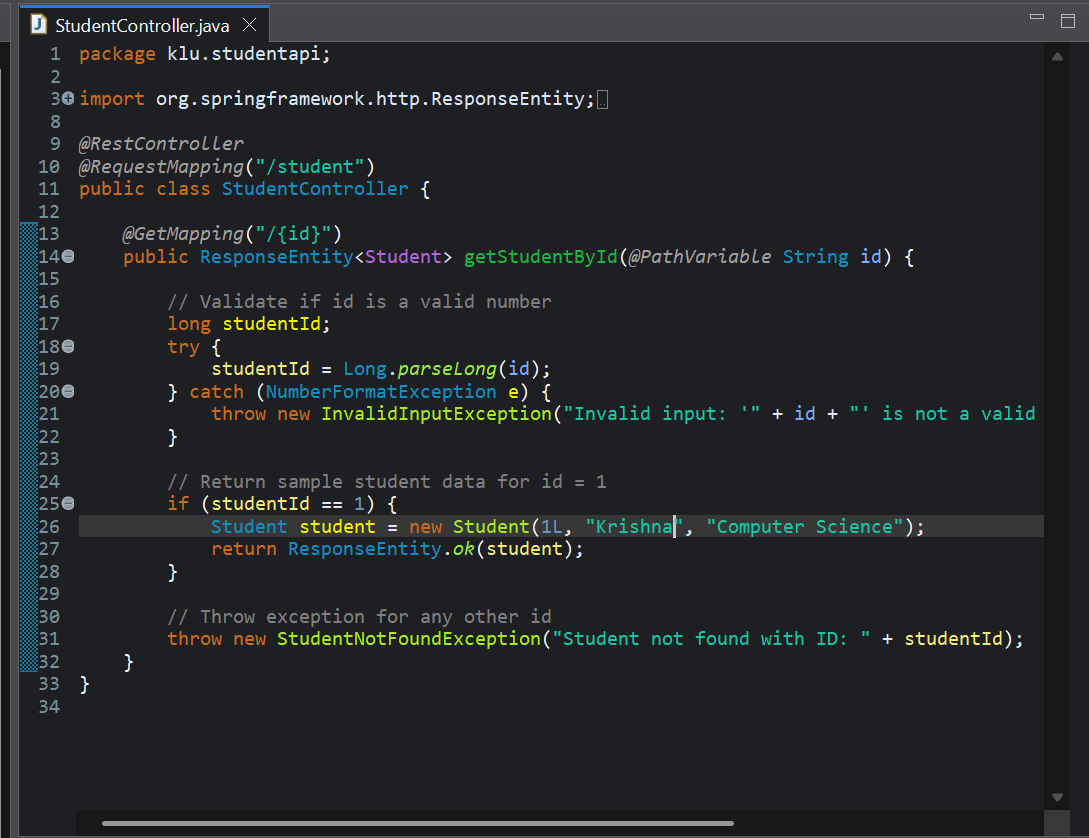 StudentController.java
1 package klu.studentapi;
2
3 import org.springframework.http.ResponseEntity;
8
9 @RestController
10 @RequestMapping("/student")
11 public class StudentController {
12
13     @GetMapping("/{id}")
14     public ResponseEntity<Student> getStudentById(@PathVariable String id) {
15
16         // Validate if id is a valid number
17         long studentId;
18         try {
19             studentId = Long.parseLong(id);
20         } catch (NumberFormatException e) {
21             throw new InvalidInputException("Invalid input: '" + id + "' is not a valid
22         }
23
24         // Return sample student data for id = 1
25         if (studentId == 1) {
26             Student student = new Student(1L, "Krishna", "Computer Science");
27             return ResponseEntity.ok(student);
28         }
29
30         // Throw exception for any other id
31         throw new StudentNotFoundException("Student not found with ID: " + studentId);
32     }
33 }
34